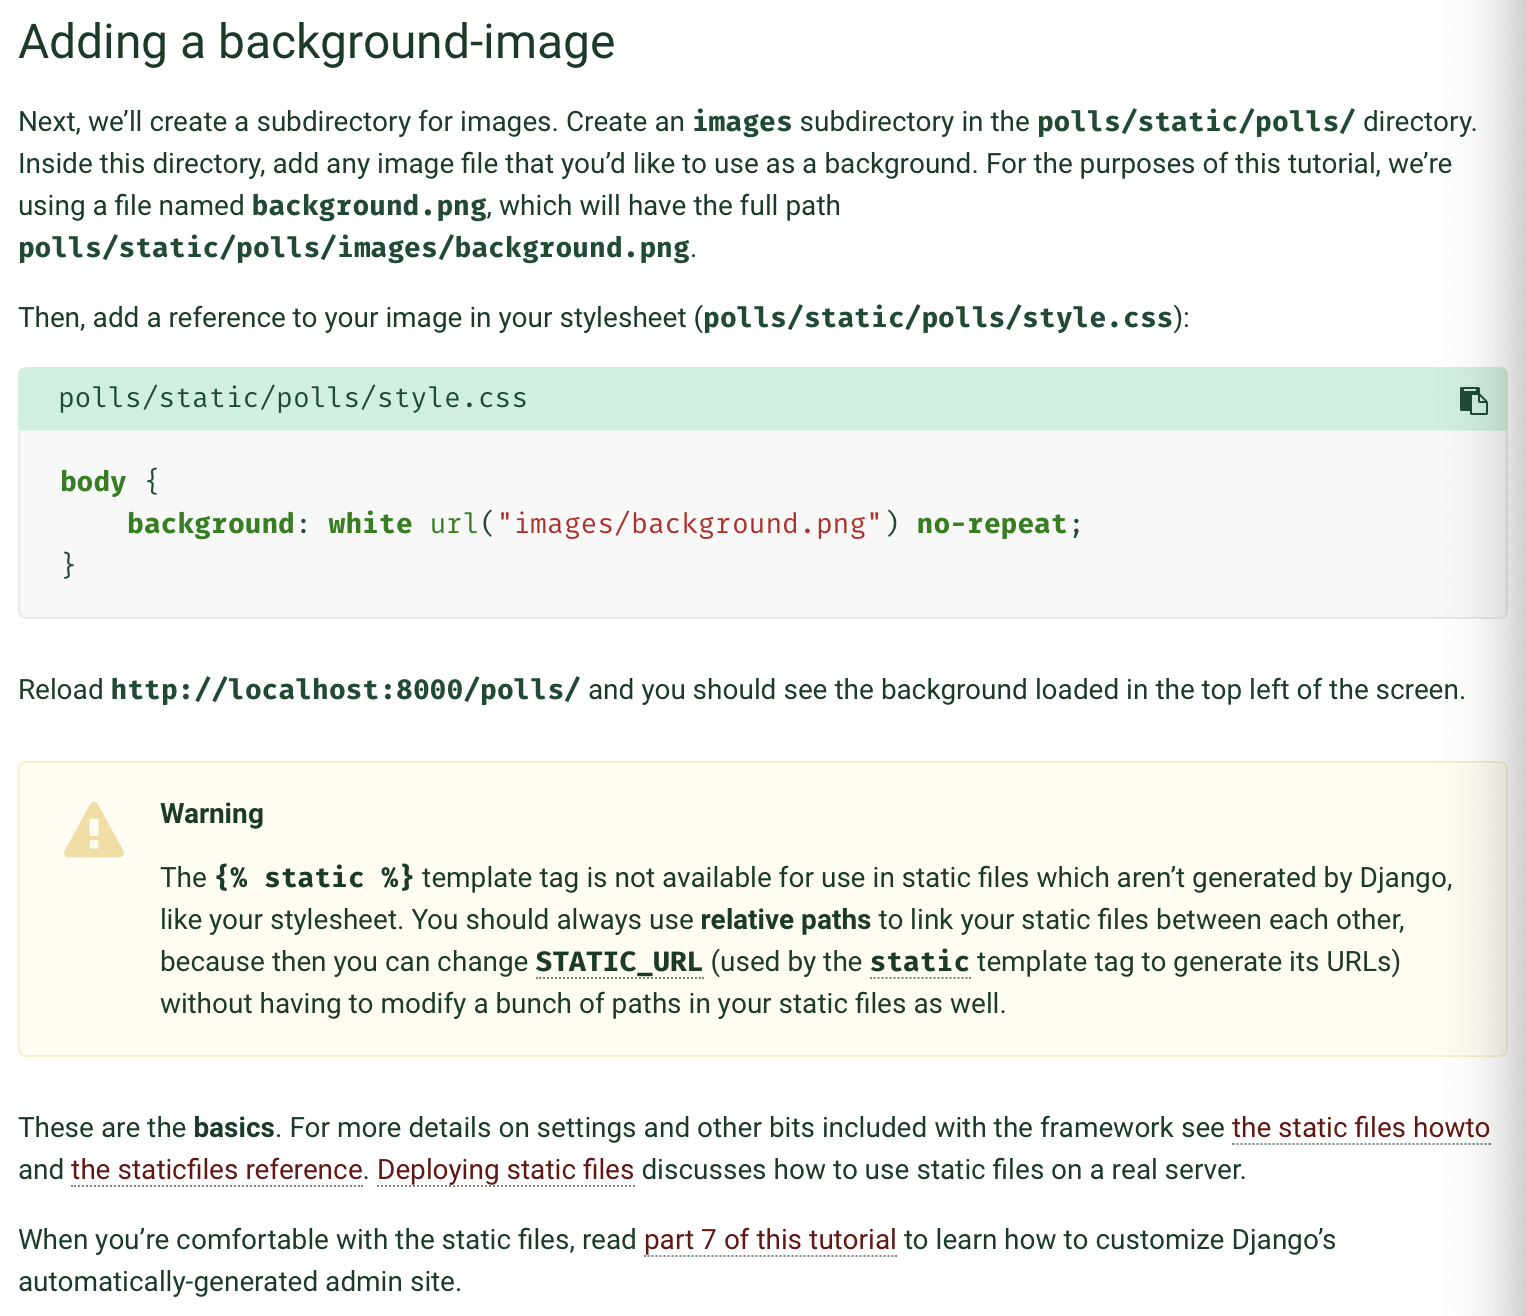 Adding a background-image
Next, we’ll create a subdirectory for images. Create an images subdirectory in the polls/static/polls/ directory.
Inside this directory, add any image file that you’d like to use as a background. For the purposes of this tutorial, we’re
using a file named background.png, which will have the full path
polls/static/polls/images/background.png.
Then, add a reference to your image in your stylesheet (polls/static/polls/style.css):
polls/static/polls/style.css
body {
    background: white url("images/background.png") no-repeat;
}
Reload http://localhost:8000/polls/ and you should see the background loaded in the top left of the screen.
Warning
The {% static %} template tag is not available for use in static files which aren’t generated by Django,
like your stylesheet. You should always use relative paths to link your static files between each other,
because then you can change STATIC_URL (used by the static template tag to generate its URLs)
without having to modify a bunch of paths in your static files as well.
These are the basics. For more details on settings and other bits included with the framework see the static files howto
and the staticfiles reference. Deploying static files discusses how to use static files on a real server.
When you’re comfortable with the static files, read part 7 of this tutorial to learn how to customize Django’s
automatically-generated admin site.